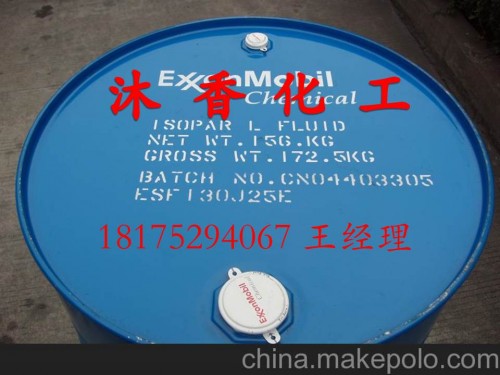 ExxonMobil
Chemical
沐香化工
ISOPAR L FLUID
NET WT.156.KG
GROSS WT.172.5KG
BATCH NO.CN04403305
ESF130J25E
18175294067 王经理
ExxonMobil
Chemical
china.makepolo.com